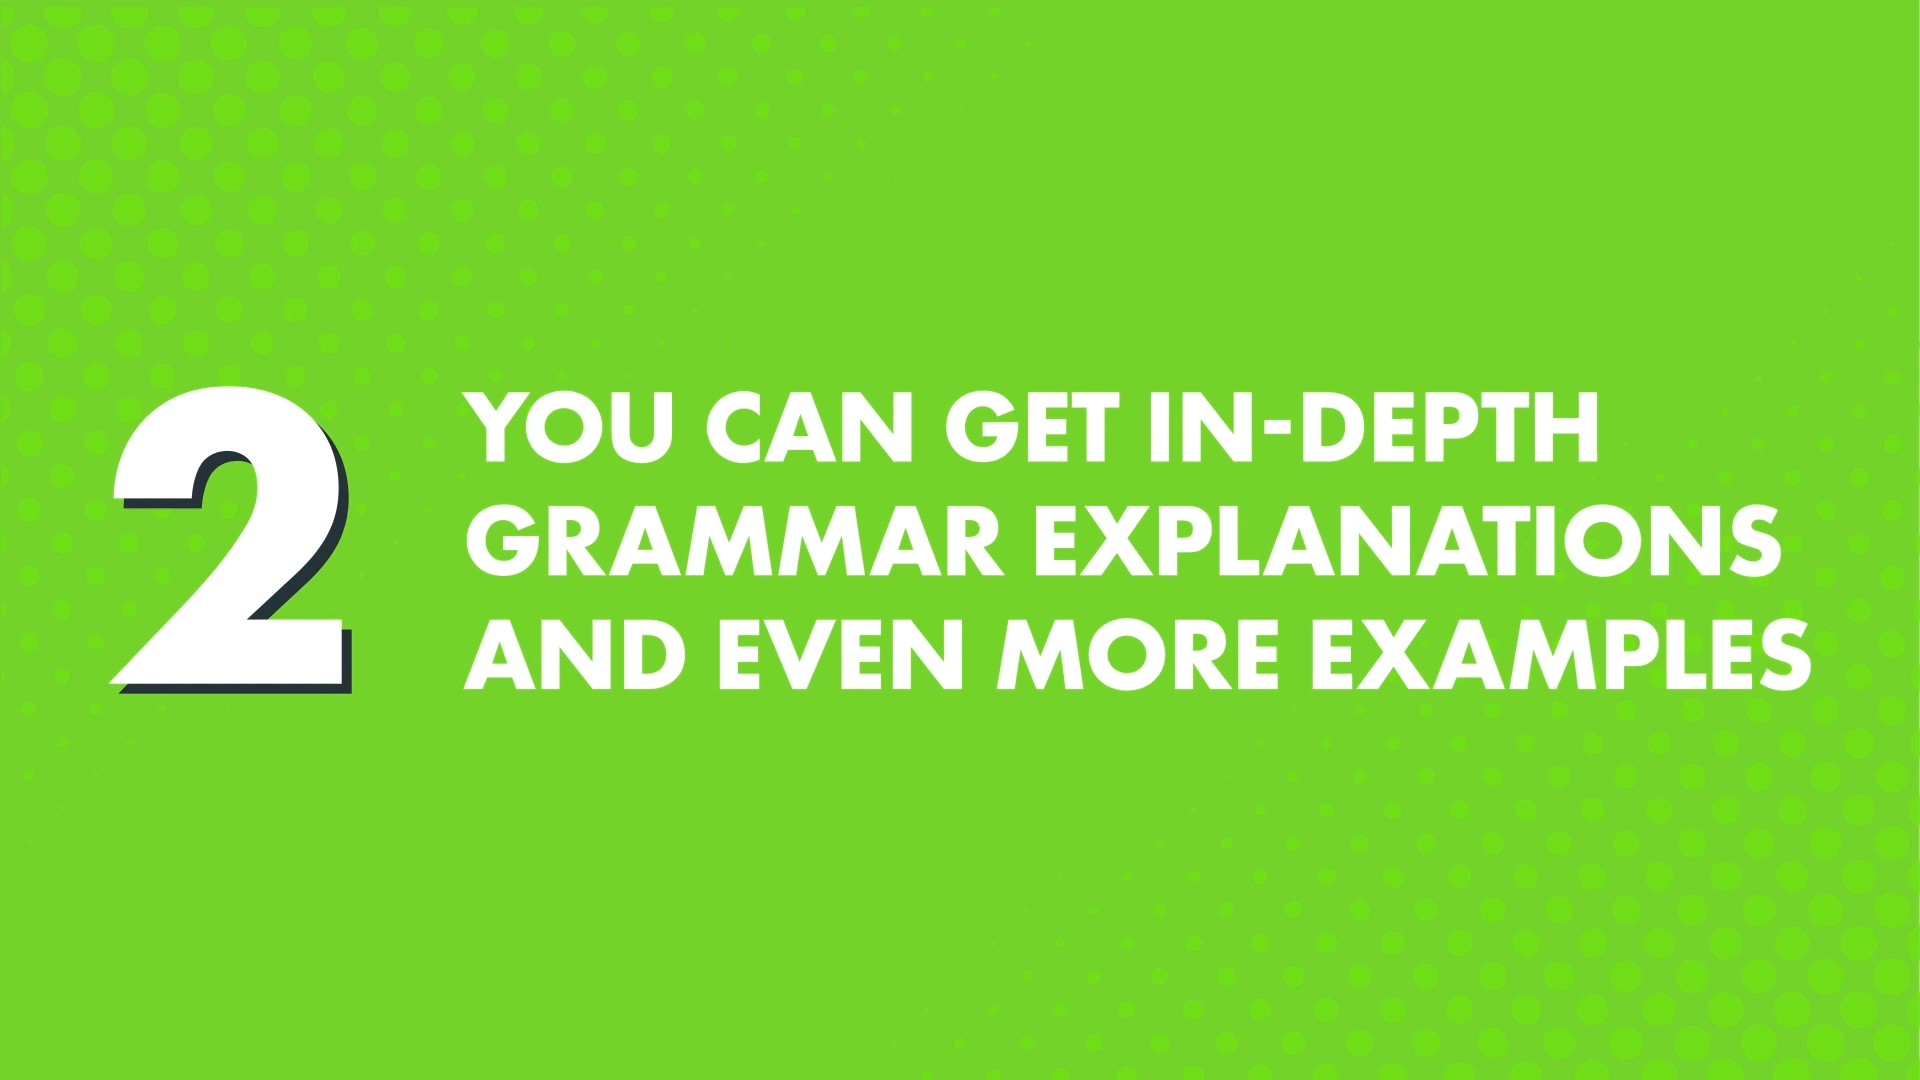 2
YOU CAN GET IN-DEPTH
GRAMMAR EXPLANATIONS
AND EVEN MORE EXAMPLES